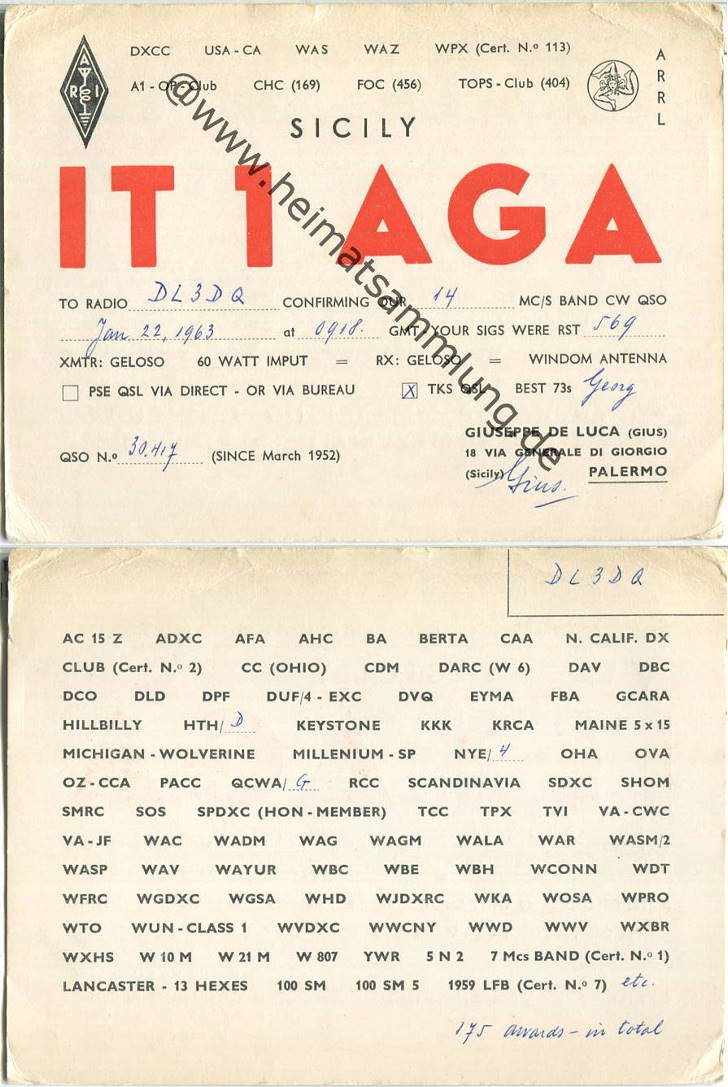 DXCC USA - CA WAS WAZ WPX (Cert. N.º 113)
A1 - OP - Club CHC (169) FOC (456) TOPS - Club (404)
A
R I
ARRL
SICILY
IT 1 AGA
TO RADIO DL3DQ CONFIRMING OUR 14 MC/S BAND CW QSO
Jan 22, 1963 at 0918. GMT - YOUR SIGS WERE RST 569
XMTR: GELOSO 60 WATT IMPUT = RX: GELOSO = WINDOM ANTENNA
PSE QSL VIA DIRECT - OR VIA BUREAU X TKS QSL BEST 73s Georg
GIUSEPPE DE LUCA (GIUS)
QSO N.º 30.417 (SINCE March 1952) 18 VIA GENERALE DI GIORGIO
(Sicily) PALERMO
Gius.
@www.heimatsammlung.de
DL3DQ
AC 15 Z ADXC AFA AHC BA BERTA CAA N. CALIF. DX
CLUB (Cert. N.º 2) CC (OHIO) CDM DARC (W 6) DAV DBC
DCO DLD DPF DUF/4 - EXC DVQ EYMA FBA GCARA
HILLBILLY HTH/ D KEYSTONE KKK KRCA MAINE 5 x 15
MICHIGAN - WOLVERINE MILLENIUM - SP NYE/ 4 OHA OVA
OZ - CCA PACC QCWA/ G RCC SCANDINAVIA SDXC SHOM
SMRC SOS SPDXC (HON - MEMBER) TCC TPX TVI VA - CWC
VA - JF WAC WADM WAG WAGM WALA WAR WASM/2
WASP WAV WAYUR WBC WBE WBH WCONN WDT
WFRC WGDXC WGSA WHD WJDXRC WKA WOSA WPRO
WTO WUN - CLASS 1 WVDXC WWCNY WWD WWV WXBR
WXHS W 10 M W 21 M W 807 YWR 5 N 2 7 Mcs BAND (Cert. N.º 1)
LANCASTER - 13 HEXES 100 SM 100 SM 5 1959 LFB (Cert. N.º 7) etc.
175 awards - in total